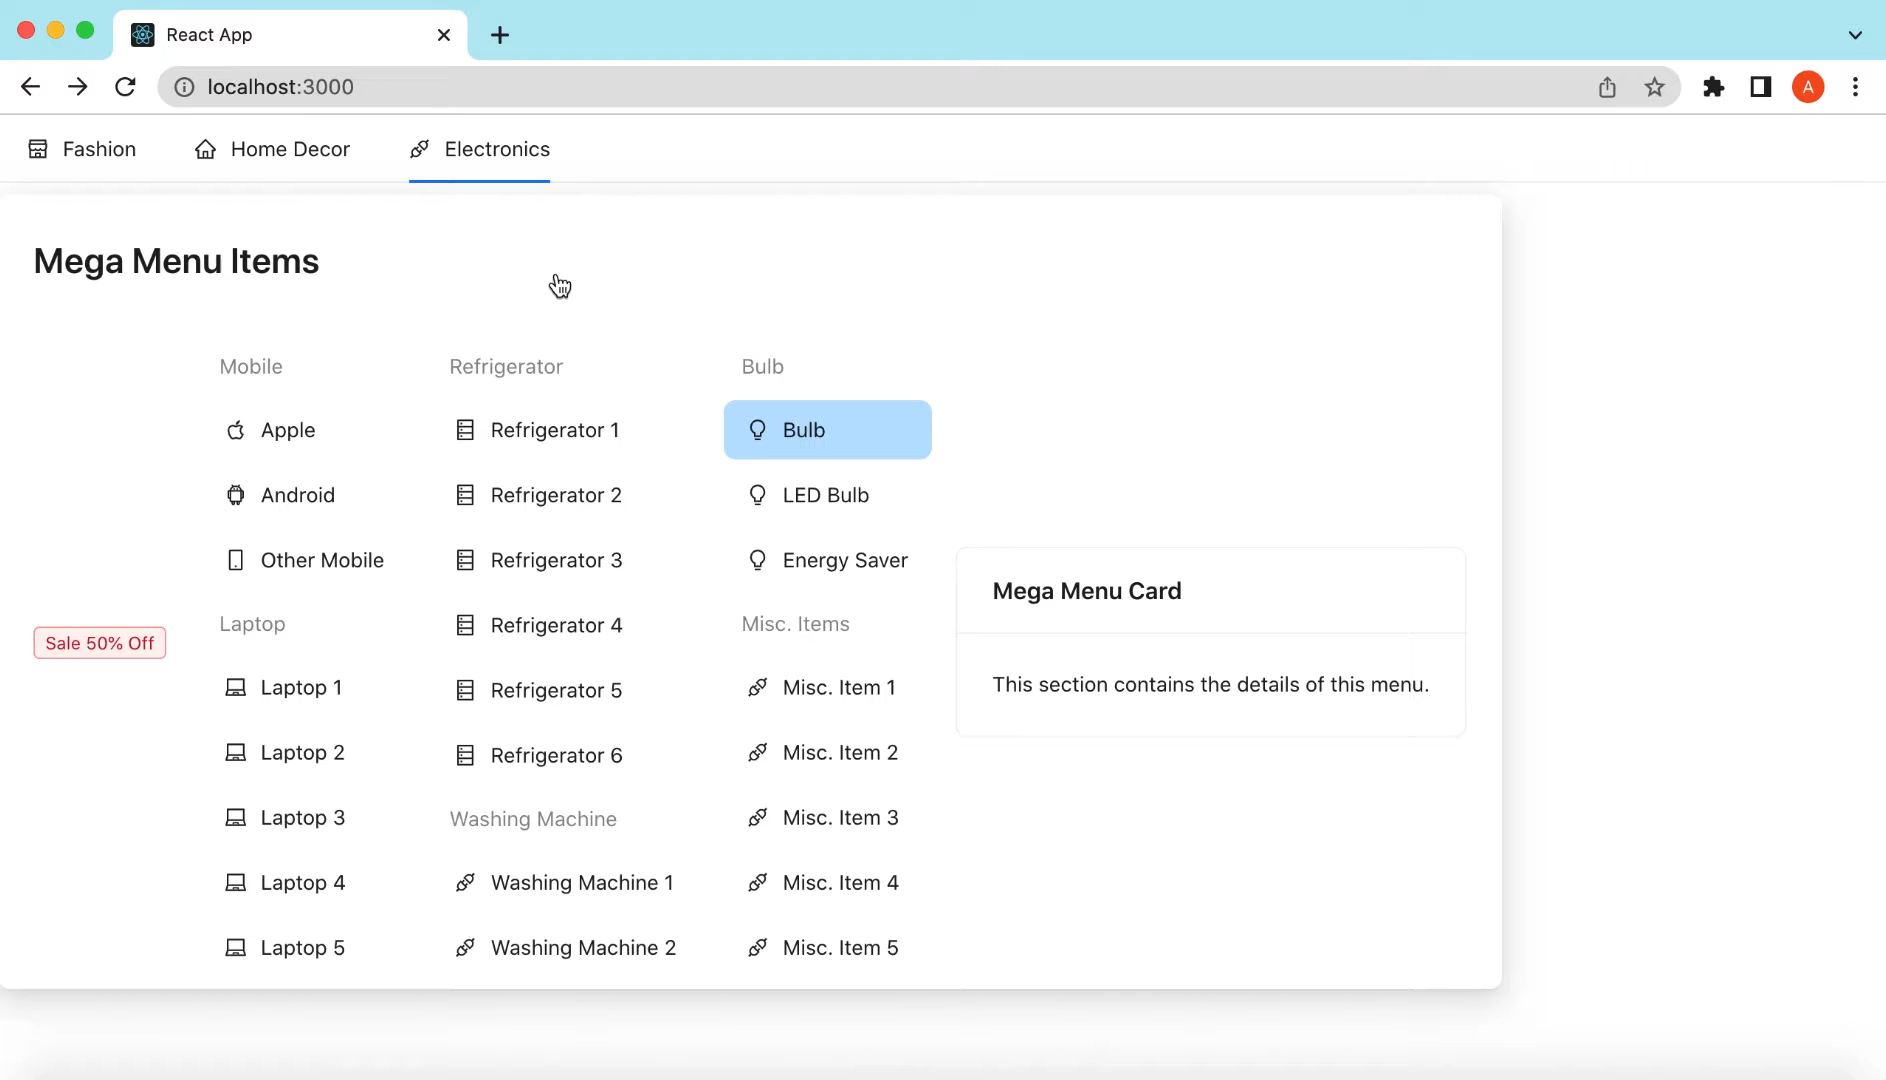 React App
localhost:3000
A
Fashion
Home Decor
Electronics
Mega Menu Items
Sale 50% Off
Mobile
Apple
Android
Other Mobile
Laptop
Laptop 1
Laptop 2
Laptop 3
Laptop 4
Laptop 5
Refrigerator
Refrigerator 1
Refrigerator 2
Refrigerator 3
Refrigerator 4
Refrigerator 5
Refrigerator 6
Washing Machine
Washing Machine 1
Washing Machine 2
Bulb
Bulb
LED Bulb
Energy Saver
Misc. Items
Misc. Item 1
Misc. Item 2
Misc. Item 3
Misc. Item 4
Misc. Item 5
Mega Menu Card
This section contains the details of this menu.